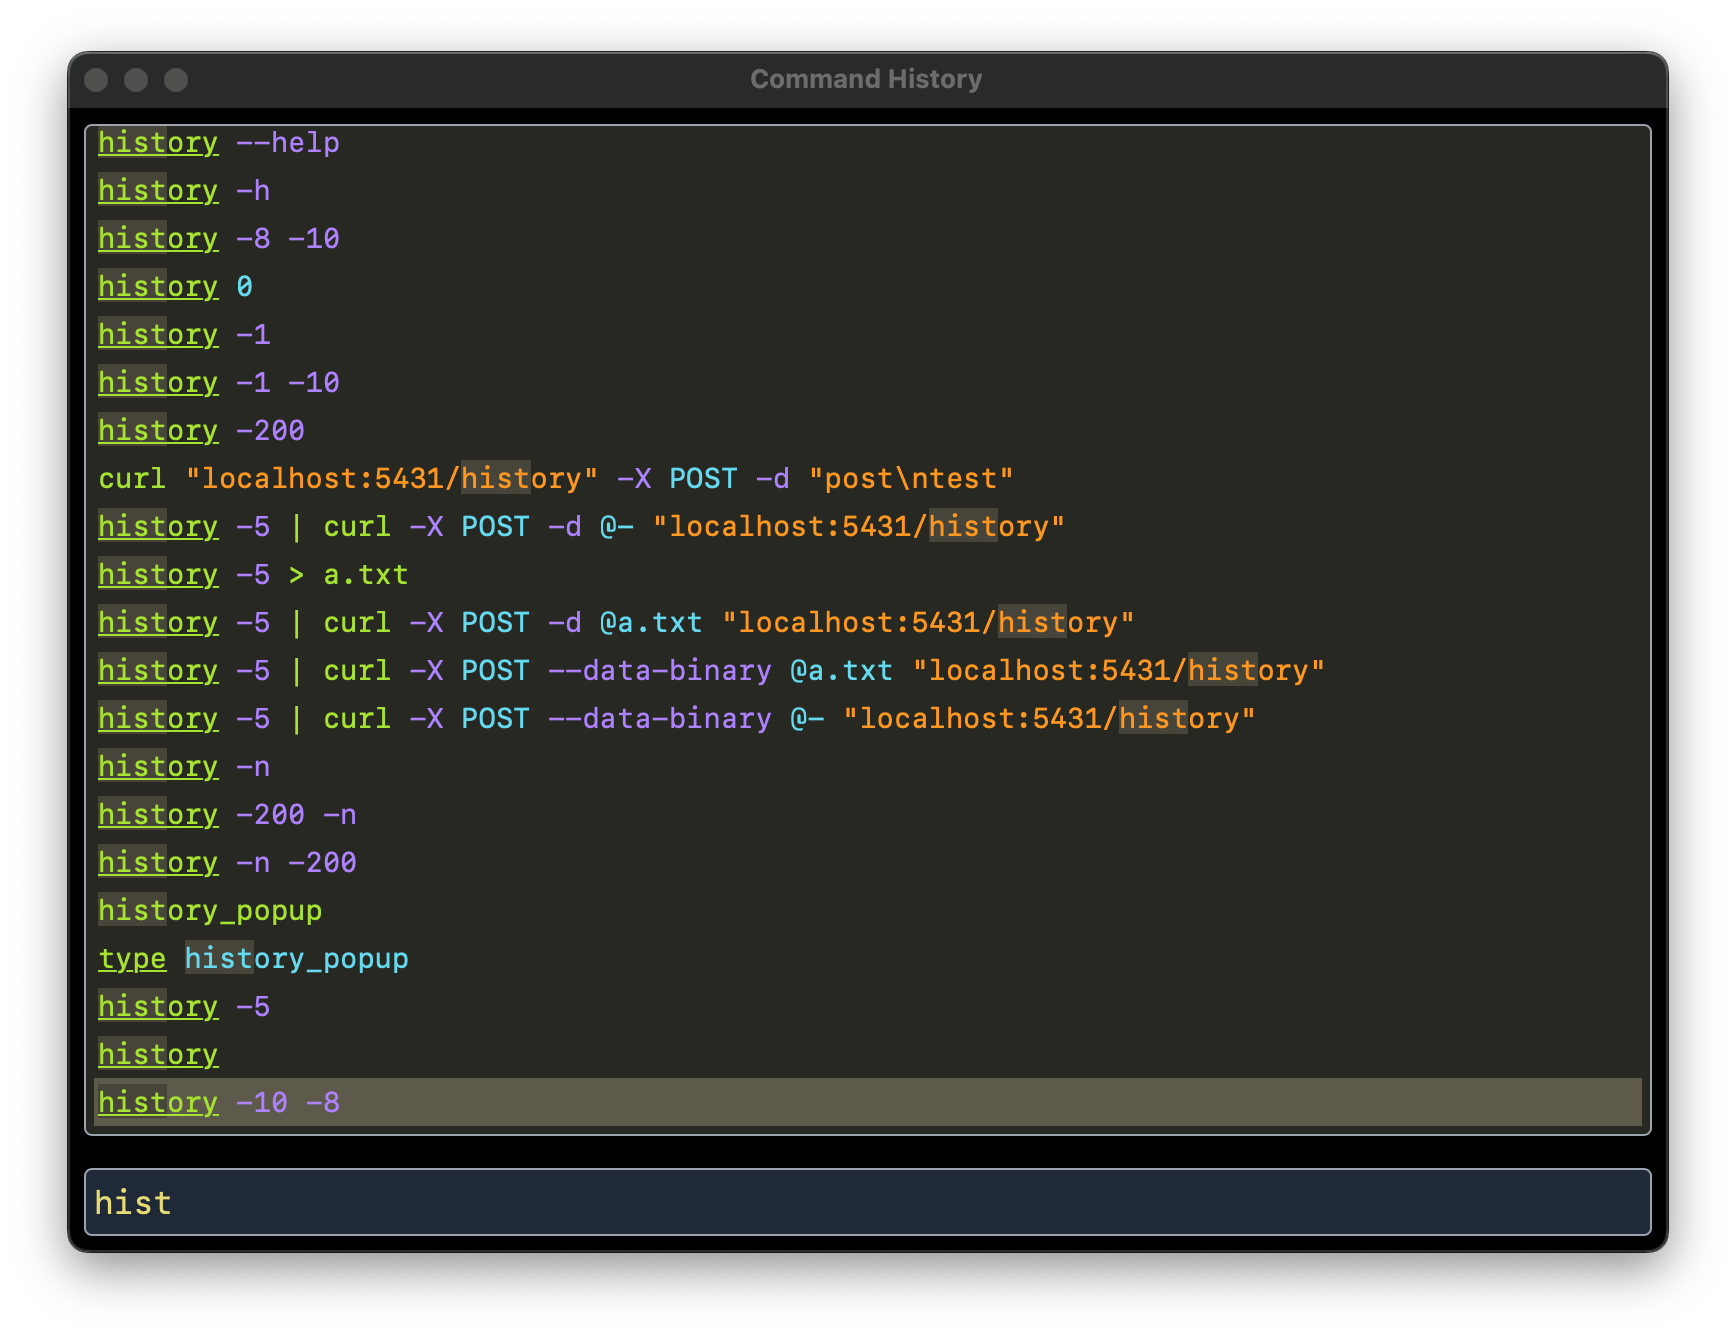 Command History
history --help
history -h
history -8 -10
history 0
history -1
history -1 -10
history -200
curl "localhost:5431/history" -X POST -d "post\ntest"
history -5 | curl -X POST -d @- "localhost:5431/history"
history -5 > a.txt
history -5 | curl -X POST -d @a.txt "localhost:5431/history"
history -5 | curl -X POST --data-binary @a.txt "localhost:5431/history"
history -5 | curl -X POST --data-binary @- "localhost:5431/history"
history -n
history -200 -n
history -n -200
history_popup
type history_popup
history -5
history
history -10 -8
hist